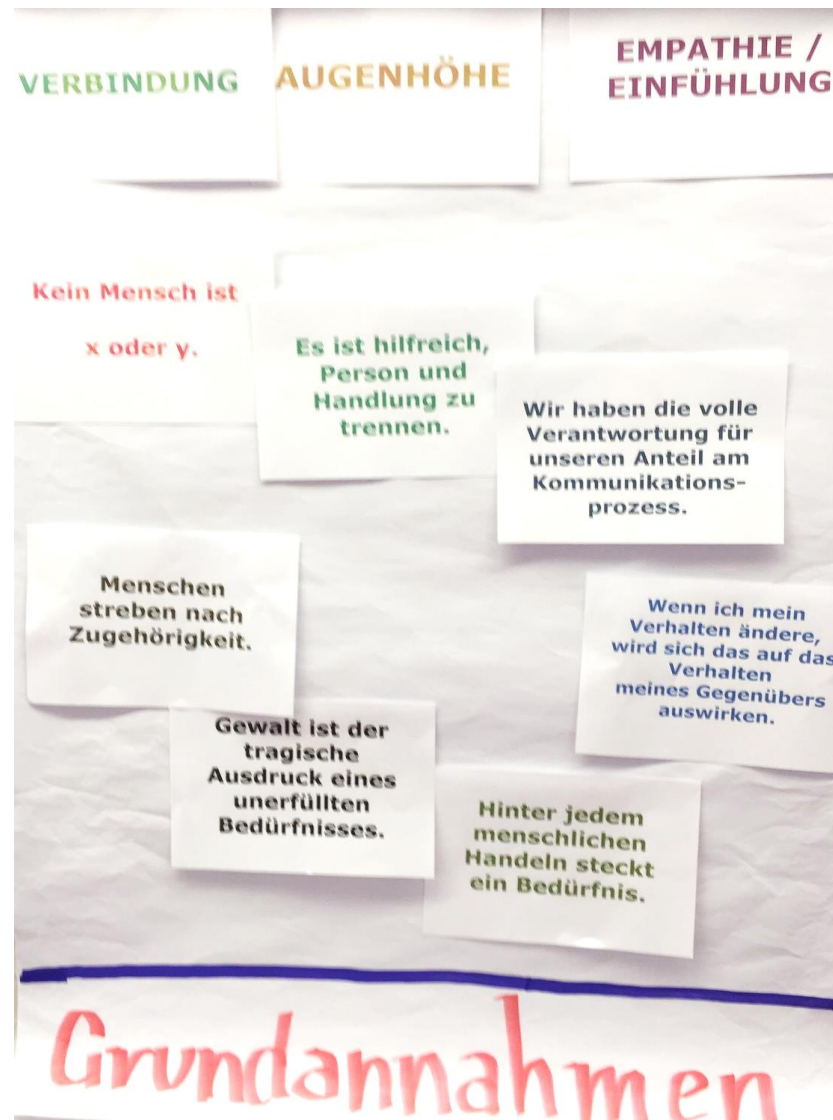 VERBINDUNG
AUGENHÖHE
EMPATHIE /
EINFÜHLUNG
Kein Mensch ist
x oder y.
Es ist hilfreich,
Person und
Handlung zu
trennen.
Wir haben die volle
Verantwortung für
unseren Anteil am
Kommunikations-
prozess.
Menschen
streben nach
Zugehörigkeit.
Wenn ich mein
Verhalten ändere,
wird sich das auf das
Verhalten
meines Gegenübers
auswirken.
Gewalt ist der
tragische
Ausdruck eines
unerfüllten
Bedürfnisses.
Hinter jedem
menschlichen
Handeln steckt
ein Bedürfnis.
Grundannahmen